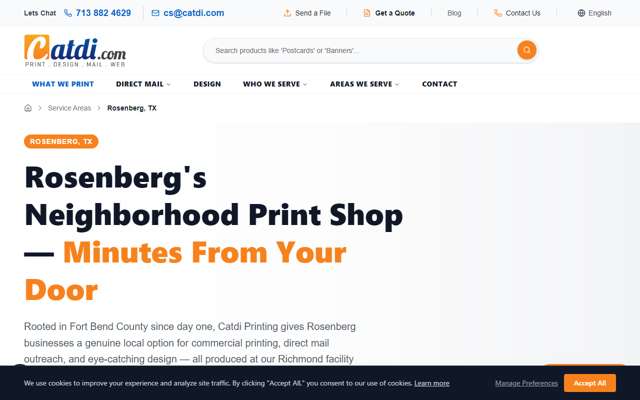 Lets Chat 713 882 4629 cs@catdi.com Send a File Get a Quote Blog Contact Us English
Catdi.com
PRINT . DESIGN . MAIL . WEB
Search products like 'Postcards' or 'Banners'...
WHAT WE PRINT DIRECT MAIL DESIGN WHO WE SERVE AREAS WE SERVE CONTACT
Service Areas Rosenberg, TX
ROSENBERG, TX
Rosenberg's
Neighborhood Print Shop
— Minutes From Your
Door
Rooted in Fort Bend County since day one, Catdi Printing gives Rosenberg
businesses a genuine local option for commercial printing, direct mail
outreach, and eye-catching design — all produced at our Richmond facility
We use cookies to improve your experience and analyze site traffic. By clicking "Accept All," you consent to our use of cookies. Learn more Manage Preferences Accept All